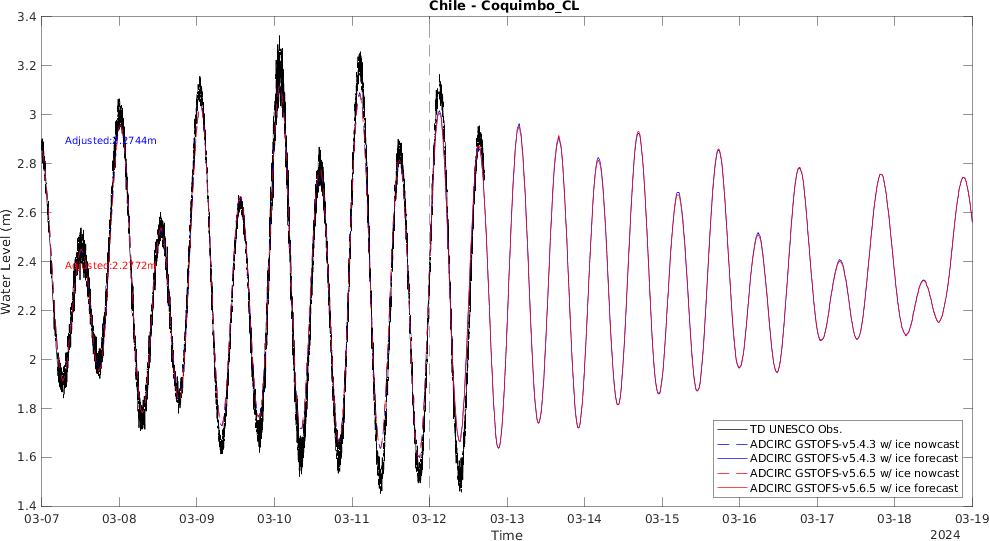 Chile - Coquimbo_CL
3.4
3.2
3
2.8
2.6
2.4
2.2
2
1.8
1.6
1.4
Water Level (m)
Adjusted:2.2744m
Adjusted:2.2772m
TD UNESCO Obs.
ADCIRC GSTOFS-v5.4.3 w/ ice nowcast
ADCIRC GSTOFS-v5.4.3 w/ ice forecast
ADCIRC GSTOFS-v5.6.5 w/ ice nowcast
ADCIRC GSTOFS-v5.6.5 w/ ice forecast
03-07 03-08 03-09 03-10 03-11 03-12 03-13 03-14 03-15 03-16 03-17 03-18 03-19
Time
2024